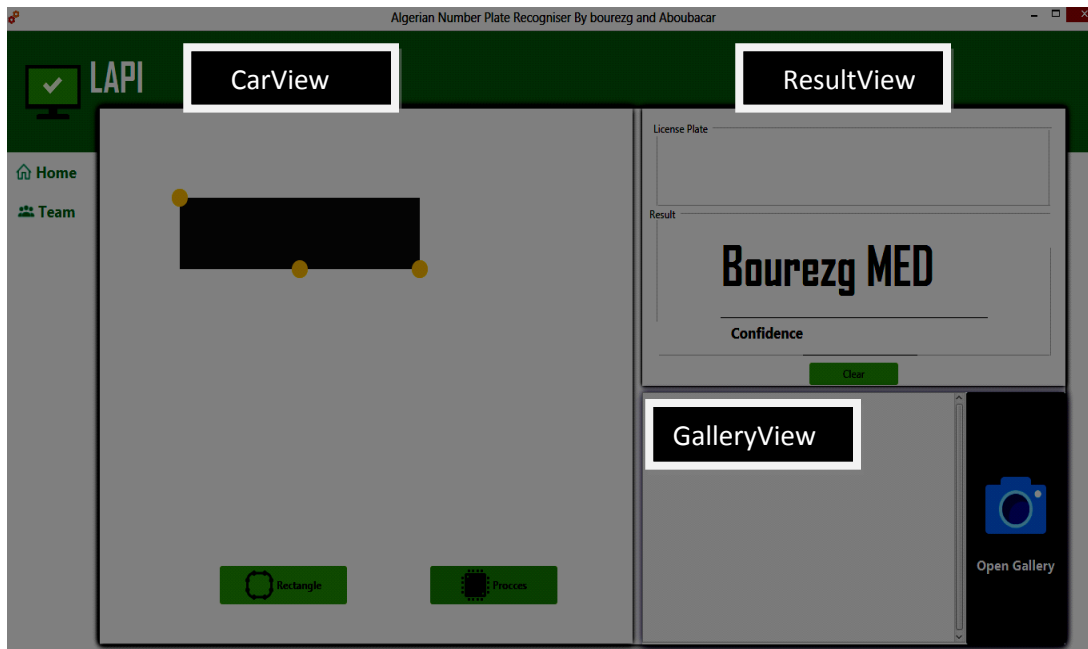 Algerian Number Plate Recogniser By bourezg and Aboubacar
LAPI
CarView
ResultView
Home
Team
License Plate
Result
Bourezg MED
Confidence
Clear
GalleryView
Rectangle
Procces
Open Gallery